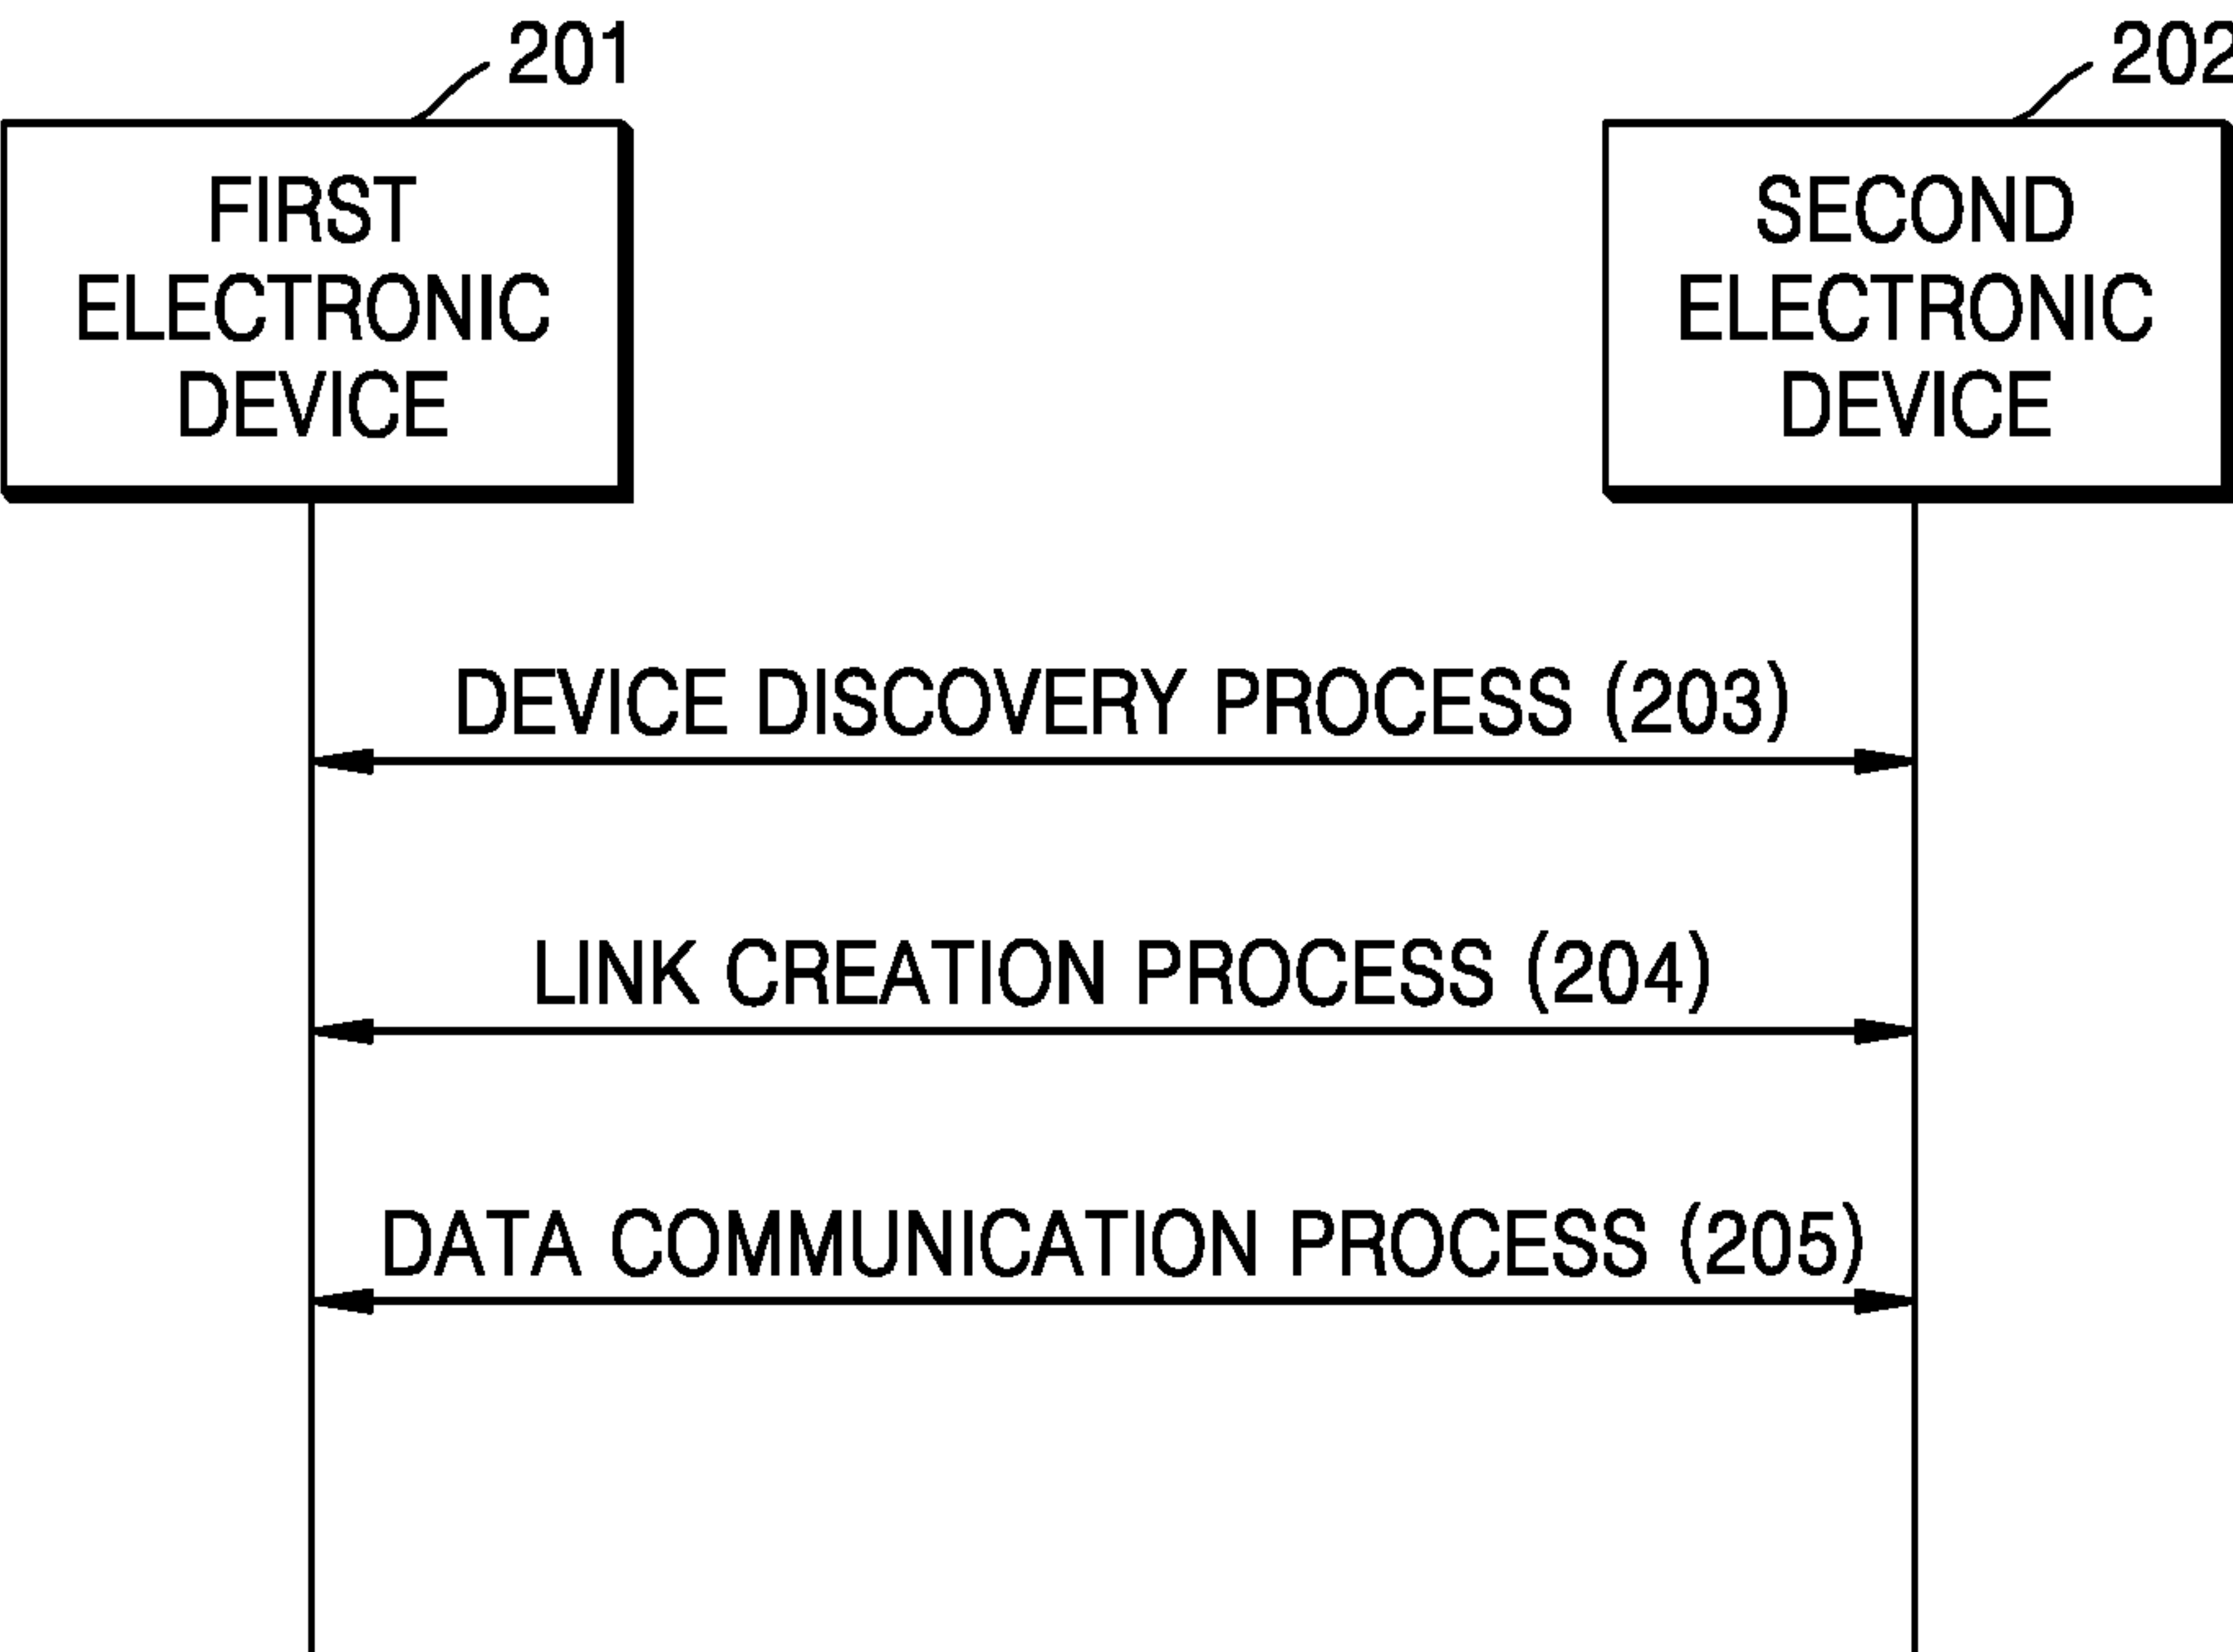 201
202
FIRST
ELECTRONIC
DEVICE
SECOND
ELECTRONIC
DEVICE
DEVICE DISCOVERY PROCESS (203)
LINK CREATION PROCESS (204)
DATA COMMUNICATION PROCESS (205)